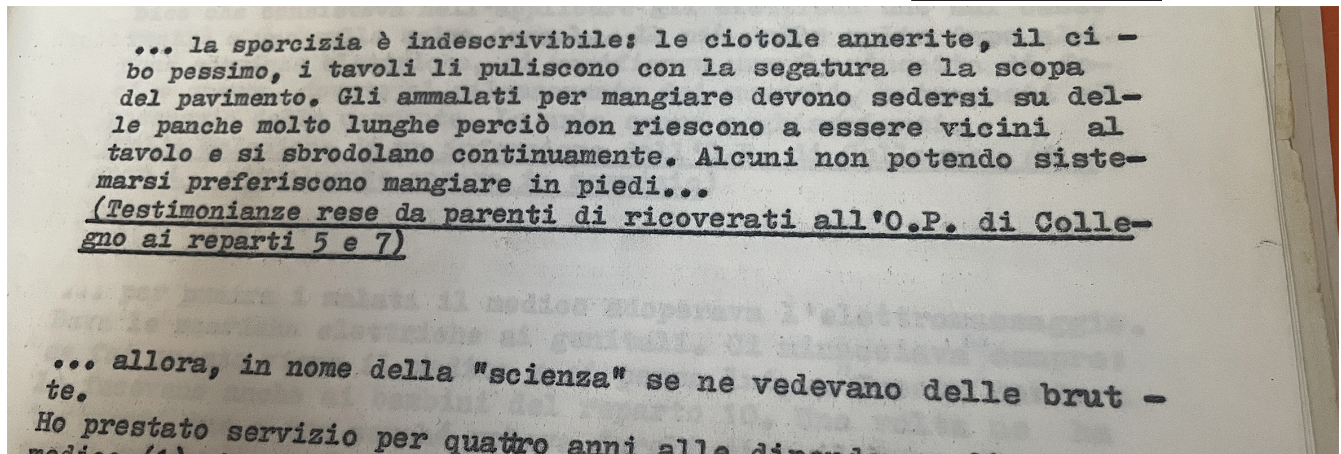 ... la sporcizia è indescrivibile: le ciotole annerite, il ci -
bo pessimo, i tavoli li puliscono con la segatura e la scopa
del pavimento. Gli ammalati per mangiare devono sedersi su del-
le panche molto lunghe perciò non riescono a essere vicini al
tavolo e si sbrodolano continuamente. Alcuni non potendo siste-
marsi preferiscono mangiare in piedi...
(Testimonianze rese da parenti di ricoverati all'O.P. di Colle-
gno ai reparti 5 e 7)
... allora, in nome della "scienza" se ne vedevano delle brut -
te.
Ho prestato servizio per quattro anni alle